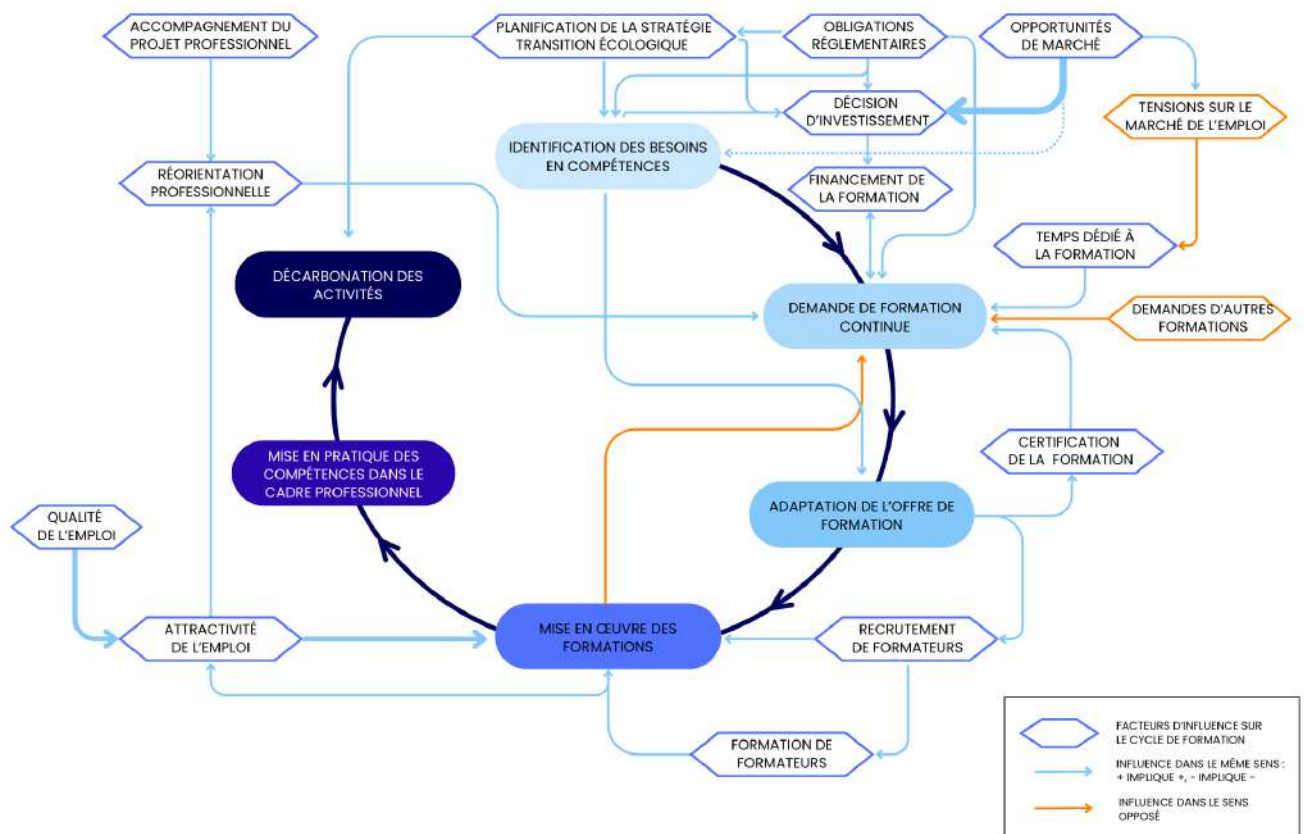 ACCOMPAGNEMENT DU
PROJET PROFESSIONNEL
PLANIFICATION DE LA STRATÉGIE
TRANSITION ÉCOLOGIQUE
OBLIGATIONS
RÉGLEMENTAIRES
OPPORTUNITÉS
DE MARCHÉ
DÉCISION
D'INVESTISSEMENT
TENSIONS SUR LE
MARCHÉ DE L'EMPLOI
IDENTIFICATION DES BESOINS
EN COMPÉTENCES
RÉORIENTATION
PROFESSIONNELLE
FINANCEMENT DE
LA FORMATION
TEMPS DÉDIÉ À
LA FORMATION
DÉCARBONATION DES
ACTIVITÉS
DEMANDE DE FORMATION
CONTINUE
DEMANDES D'AUTRES
FORMATIONS
MISE EN PRATIQUE DES
COMPÉTENCES DANS LE
CADRE PROFESSIONNEL
CERTIFICATION
DE LA FORMATION
QUALITÉ
DE L'EMPLOI
ADAPTATION DE L'OFFRE DE
FORMATION
ATTRACTIVITÉ
DE L'EMPLOI
MISE EN ŒUVRE DES
FORMATIONS
RECRUTEMENT
DE FORMATEURS
FORMATION DE
FORMATEURS
FACTEURS D'INFLUENCE SUR
LE CYCLE DE FORMATION
INFLUENCE DANS LE MÊME SENS :
+ IMPLIQUE +, - IMPLIQUE -
INFLUENCE DANS LE SENS
OPPOSÉ